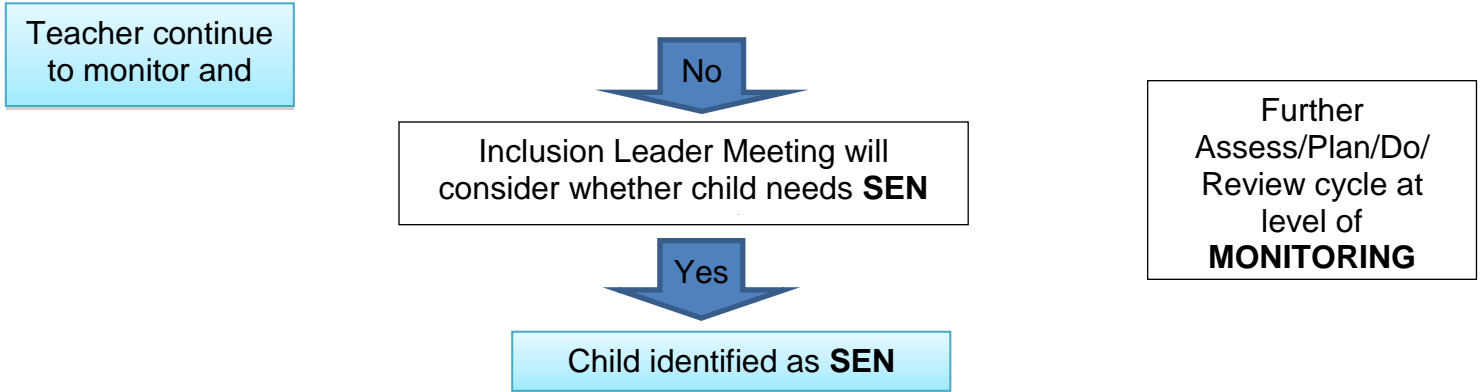 Teacher continue
to monitor and
No
Inclusion Leader Meeting will
consider whether child needs SEN
Yes
Child identified as SEN
Further
Assess/Plan/Do/
Review cycle at
level of
MONITORING